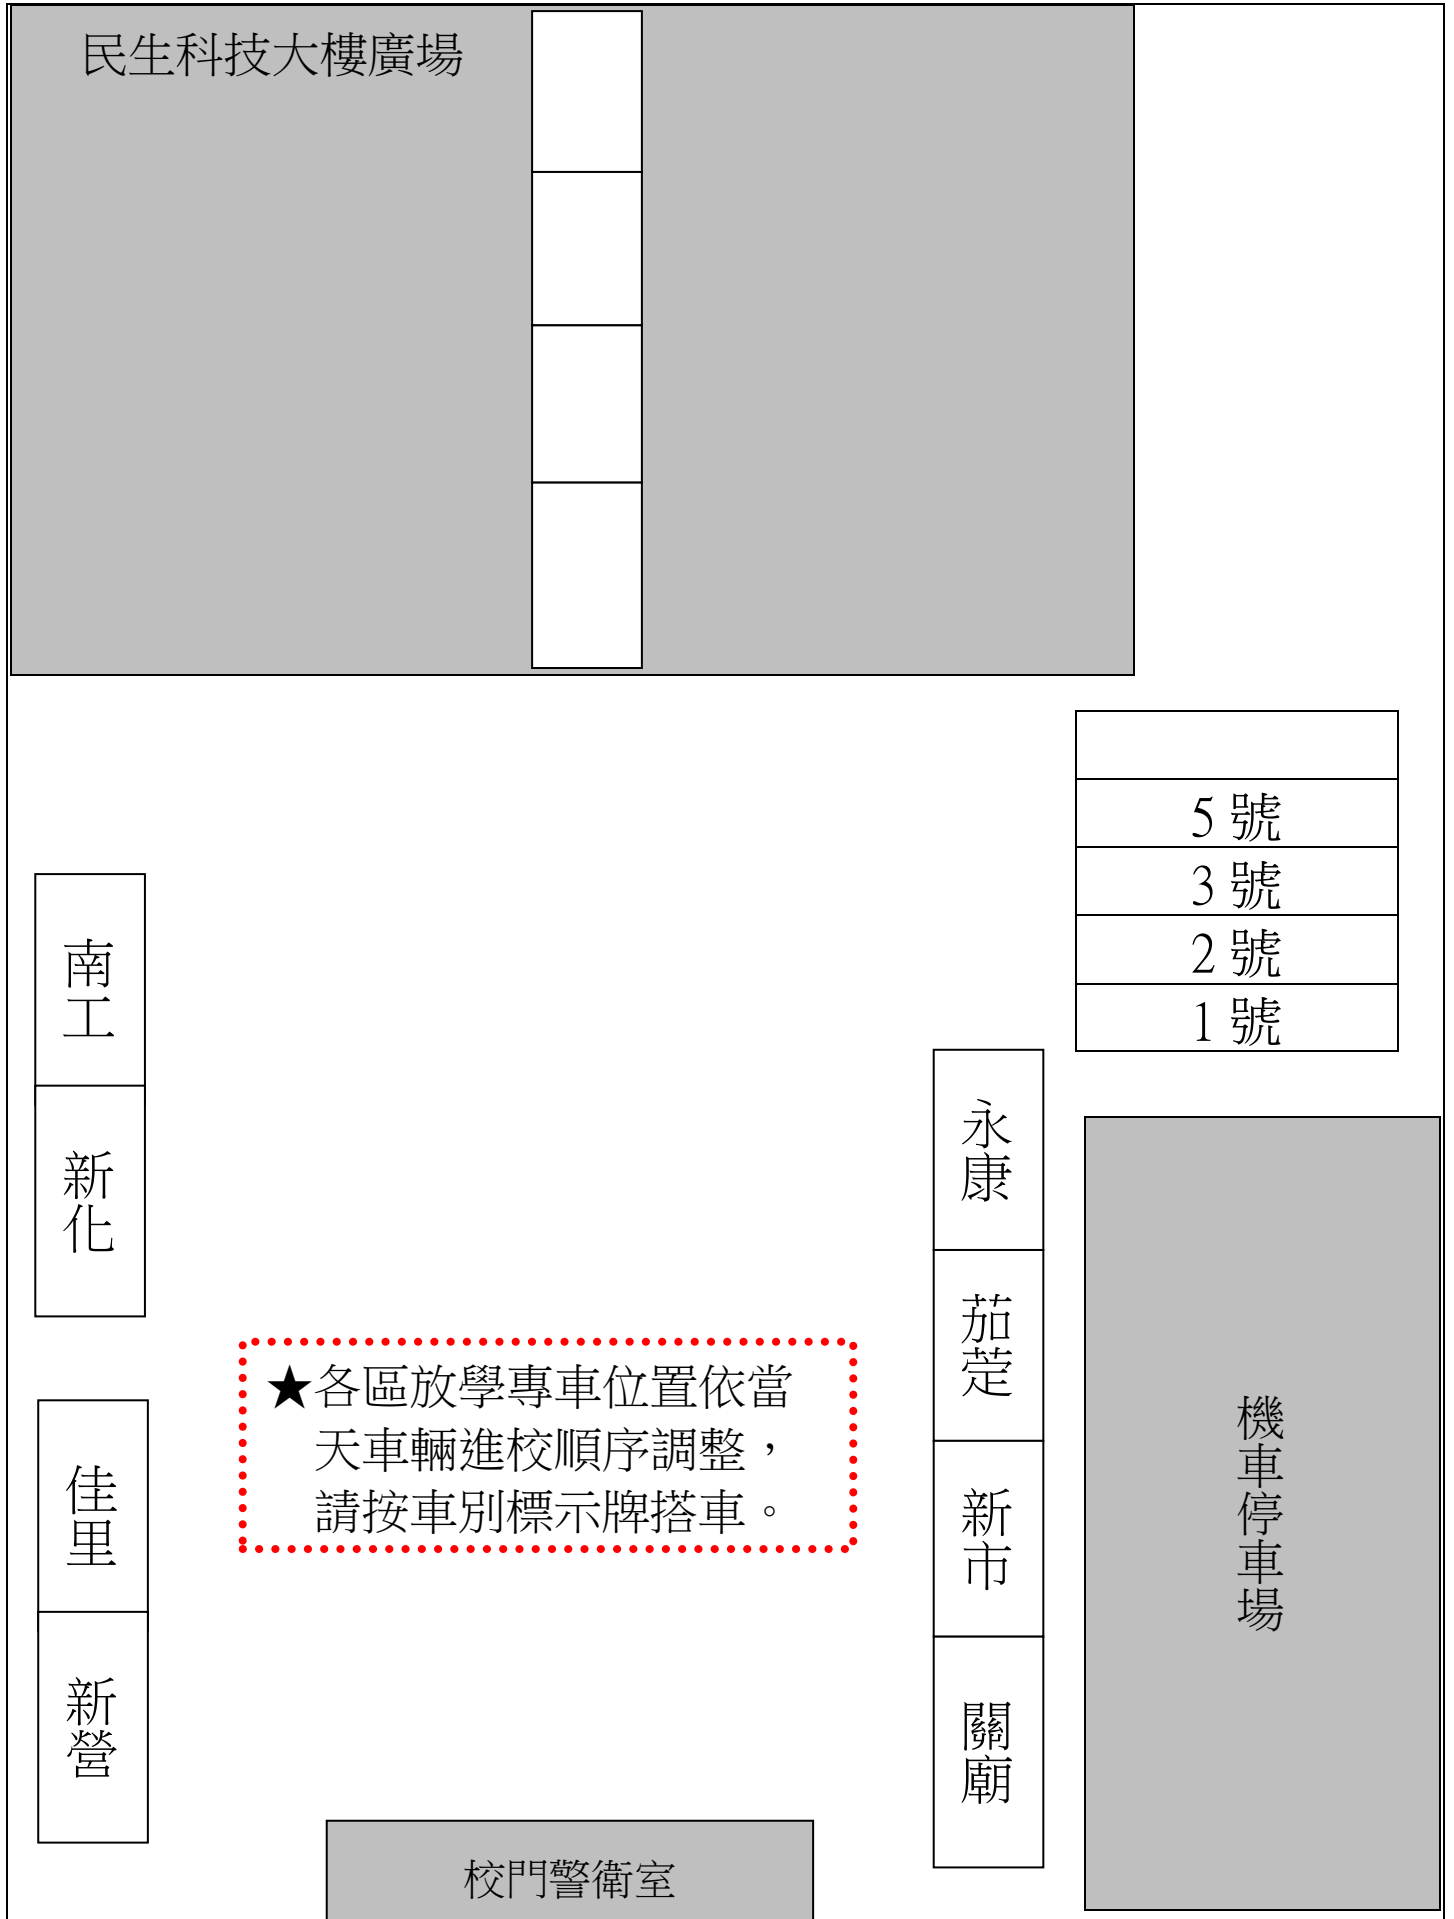 民生科技大樓廣場
5 號
3 號
2 號
1 號
南工
新化
永康
茄萣
新市
關廟
★各區放學專車位置依當
天車輛進校順序調整，
請按車別標示牌搭車。
佳里
新營
機車停車場
校門警衛室